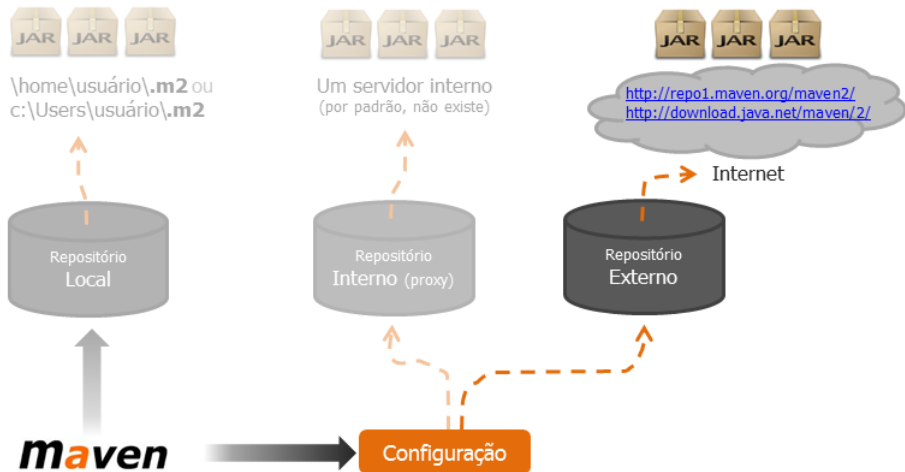 JAR JAR JAR
\home\usuário\.m2 ou
c:\Users\usuário\.m2
JAR JAR JAR
Um servidor interno
(por padrão, não existe)
JAR JAR JAR
http://repo1.maven.org/maven2/
http://download.java.net/maven/2/
Internet
Repositório
Local
Repositório
Interno (proxy)
Repositório
Externo
maven
Configuração